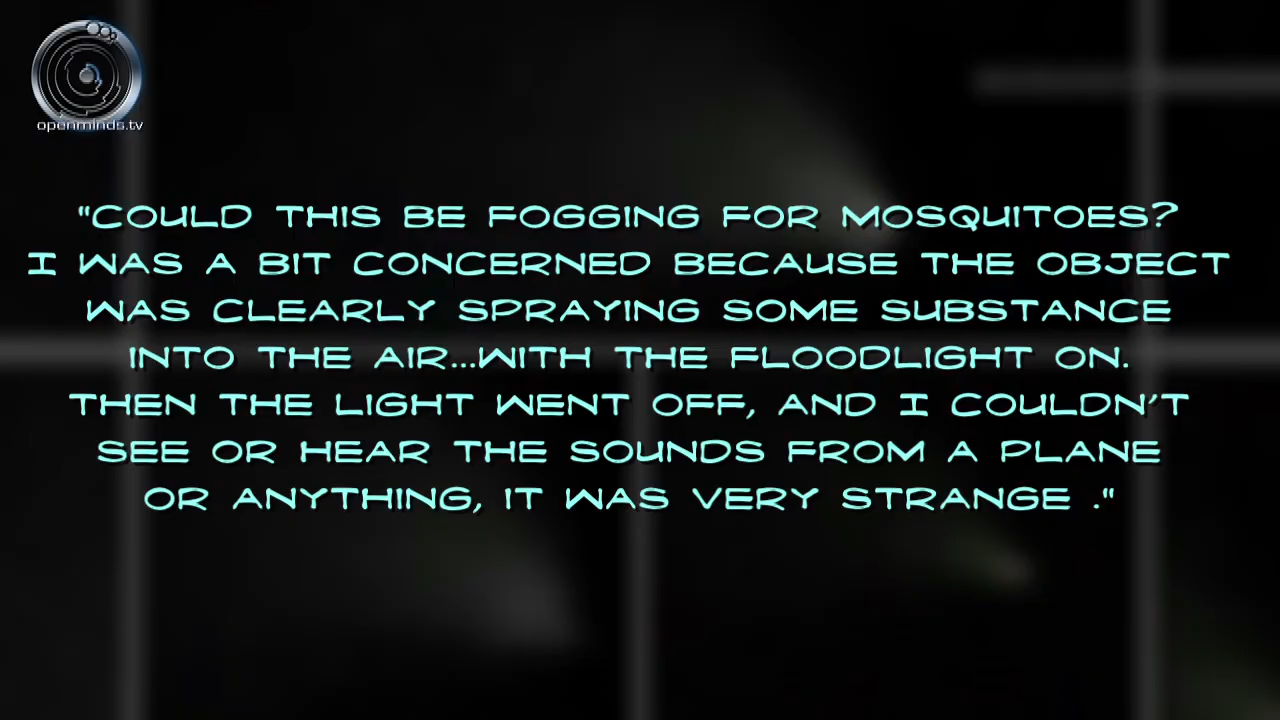 openminds.tv
"COULD THIS BE FOGGING FOR MOSQUITOES?
I WAS A BIT CONCERNED BECAUSE THE OBJECT
WAS CLEARLY SPRAYING SOME SUBSTANCE
INTO THE AIR...WITH THE FLOODLIGHT ON.
THEN THE LIGHT WENT OFF, AND I COULDN'T
SEE OR HEAR THE SOUNDS FROM A PLANE
OR ANYTHING, IT WAS VERY STRANGE ."